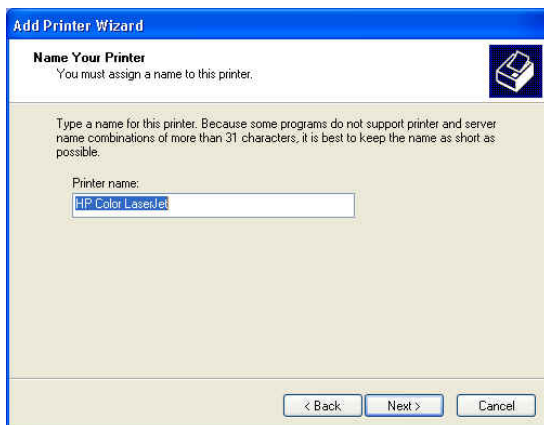 Add Printer Wizard
Name Your Printer
You must assign a name to this printer.
Type a name for this printer. Because some programs do not support printer and server
name combinations of more than 31 characters, it is best to keep the name as short as
possible.
Printer name:
HP Color LaserJet
< Back
Next >
Cancel